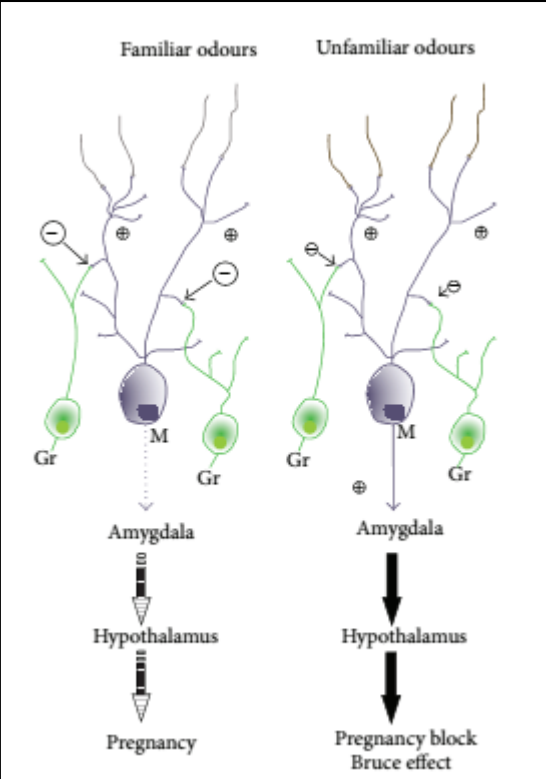 Familiar odours
Unfamiliar odours
⊕
⊕
⊕
⊕
−
−
⊖
⊖
M
M
Gr
Gr
Gr
Gr
⊕
Amygdala
Amygdala
Hypothalamus
Hypothalamus
Pregnancy
Pregnancy block
Bruce effect